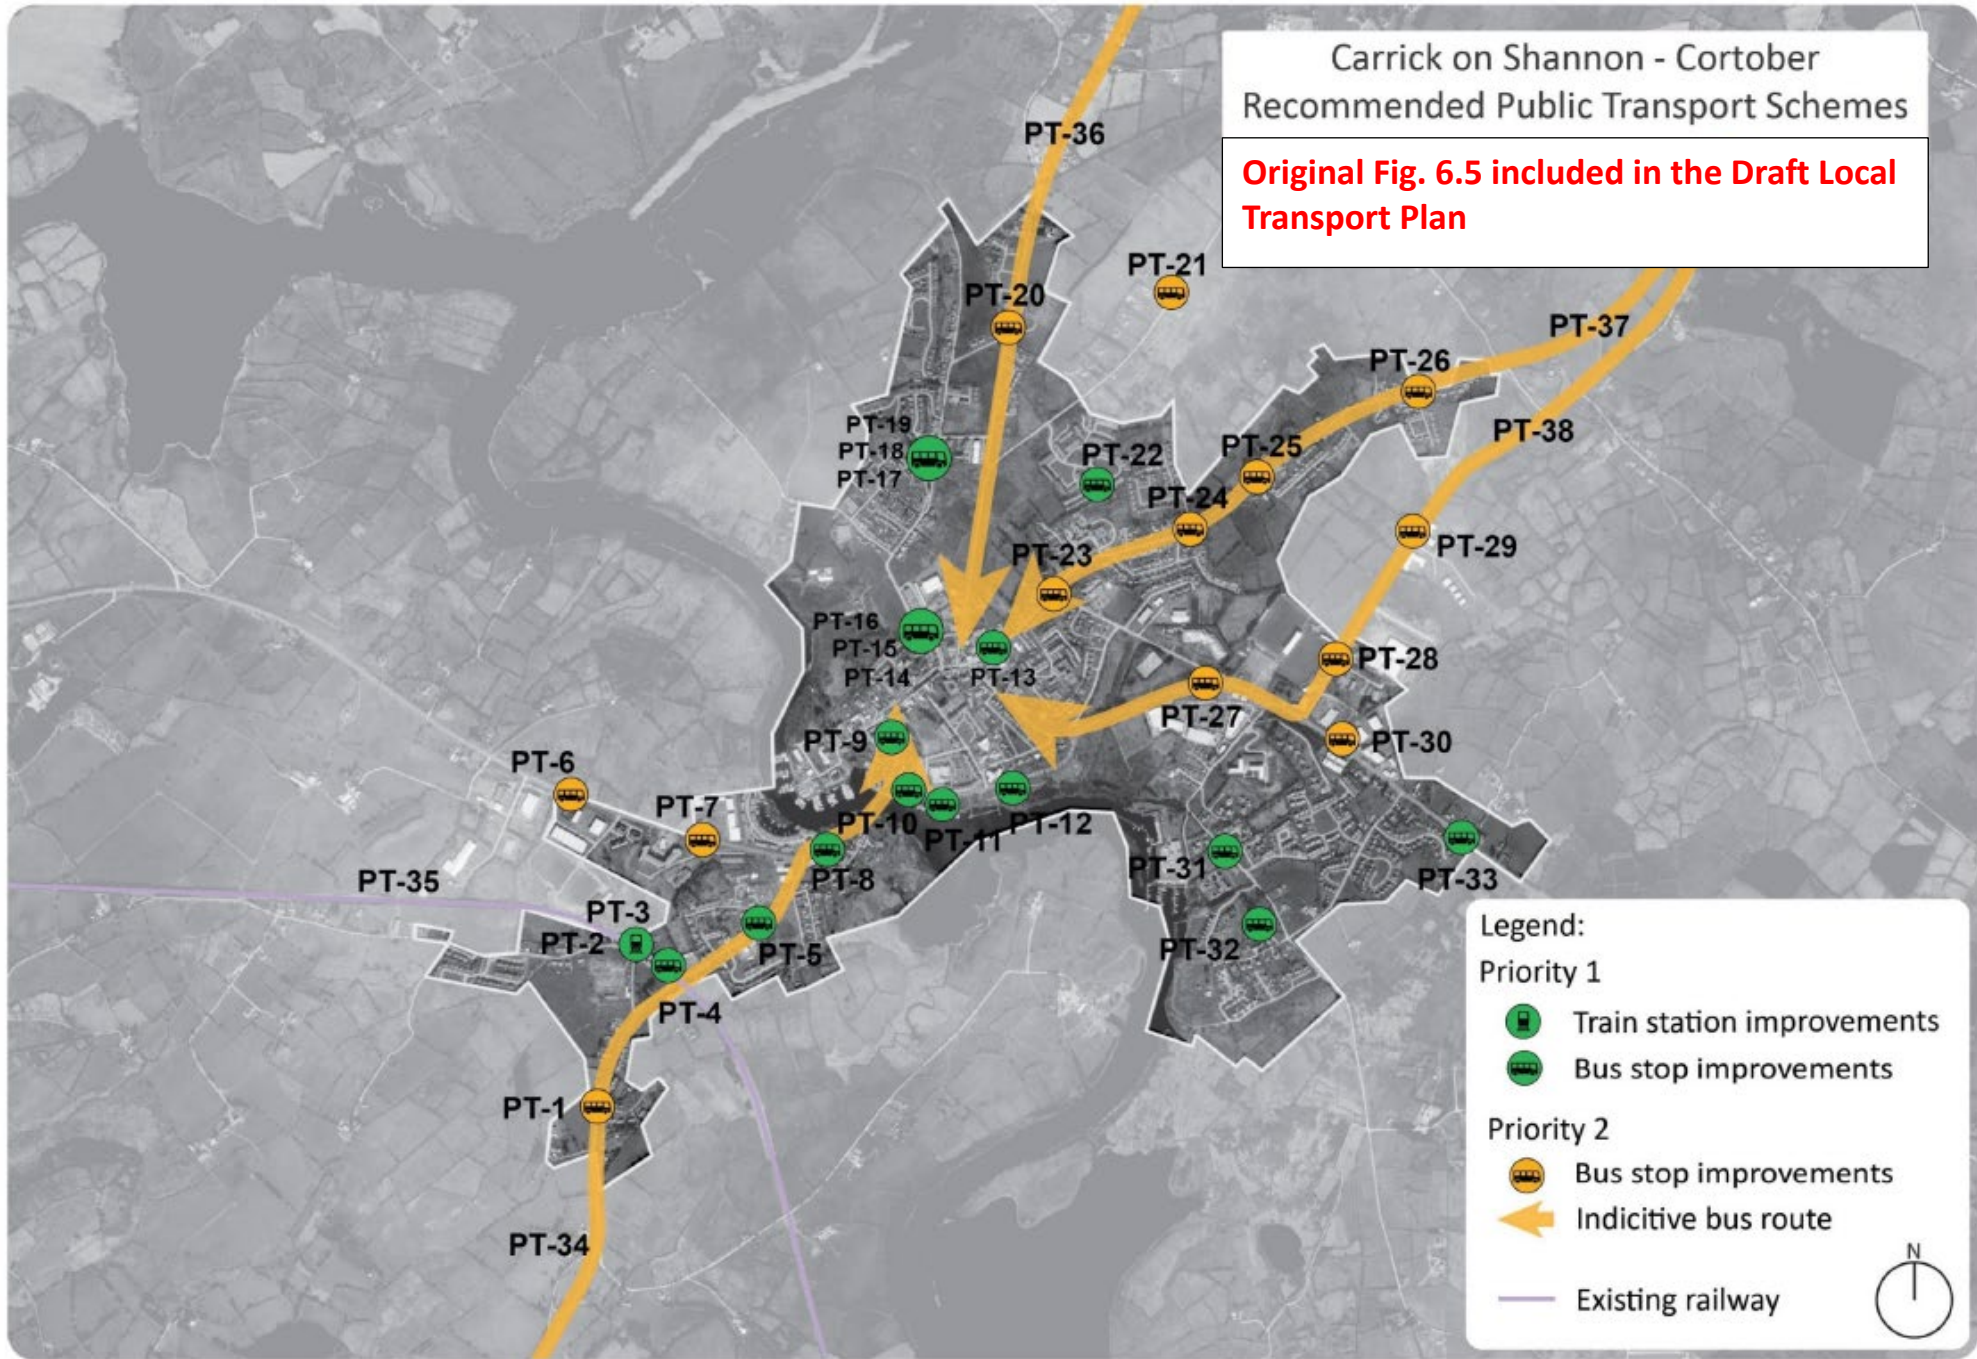 Carrick on Shannon - Cortober
Recommended Public Transport Schemes
Original Fig. 6.5 included in the Draft Local
Transport Plan
PT-36
PT-21
PT-20
PT-37
PT-26
PT-19
PT-18
PT-17
PT-38
PT-25
PT-22
PT-24
PT-29
PT-23
PT-16
PT-15
PT-14
PT-13
PT-28
PT-27
PT-9
PT-30
PT-6
PT-7
PT-10
PT-11
PT-12
PT-8
PT-31
PT-33
PT-35
PT-3
PT-2
PT-5
PT-32
PT-4
PT-1
PT-34
Legend:
Priority 1
Train station improvements
Bus stop improvements
Priority 2
Bus stop improvements
Indicitive bus route
Existing railway
N